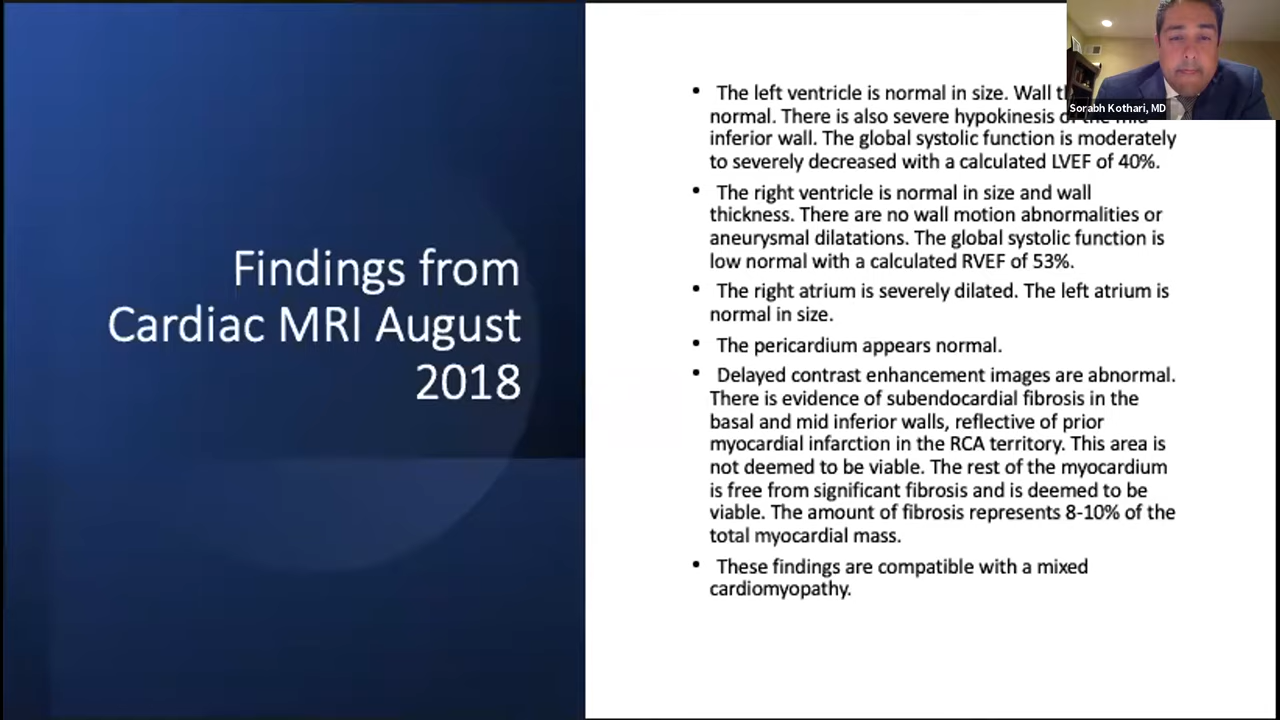 Findings from
Cardiac MRI August
2018
• The left ventricle is normal in size. Wall
normal. There is also severe hypokinesis of the mid
inferior wall. The global systolic function is moderately
to severely decreased with a calculated LVEF of 40%.
• The right ventricle is normal in size and wall
thickness. There are no wall motion abnormalities or
aneurysmal dilatations. The global systolic function is
low normal with a calculated RVEF of 53%.
• The right atrium is severely dilated. The left atrium is
normal in size.
• The pericardium appears normal.
• Delayed contrast enhancement images are abnormal.
There is evidence of subendocardial fibrosis in the
basal and mid inferior walls, reflective of prior
myocardial infarction in the RCA territory. This area is
not deemed to be viable. The rest of the myocardium
is free from significant fibrosis and is deemed to be
viable. The amount of fibrosis represents 8-10% of the
total myocardial mass.
• These findings are compatible with a mixed
cardiomyopathy.
Sorabh Kothari, MD